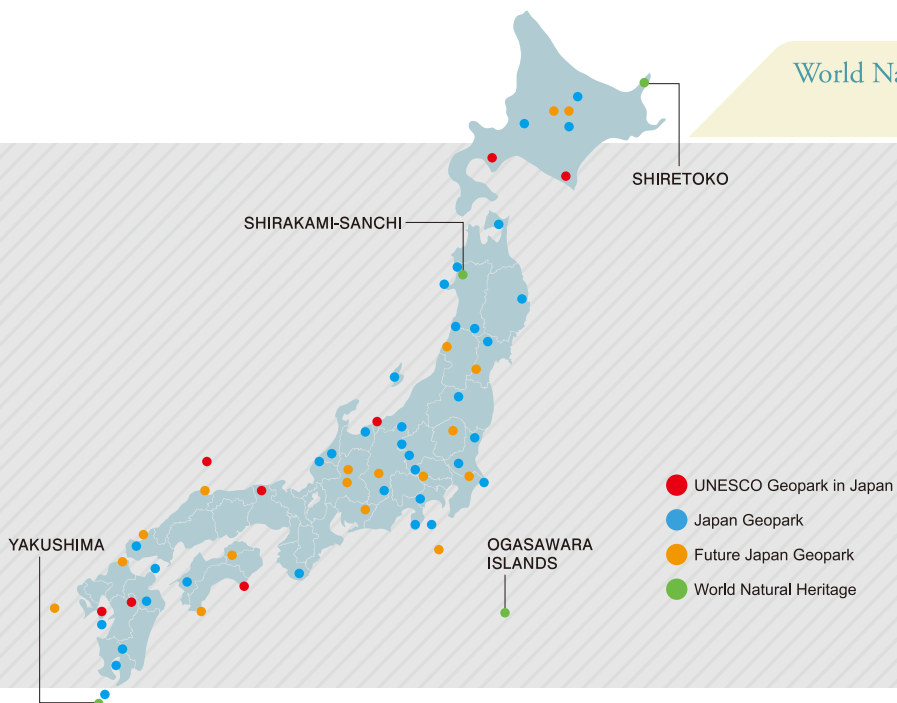 World Na
SHIRETOKO
SHIRAKAMI-SANCHI
UNESCO Geopark in Japan
Japan Geopark
YAKUSHIMA
OGASAWARA
ISLANDS
Future Japan Geopark
World Natural Heritage